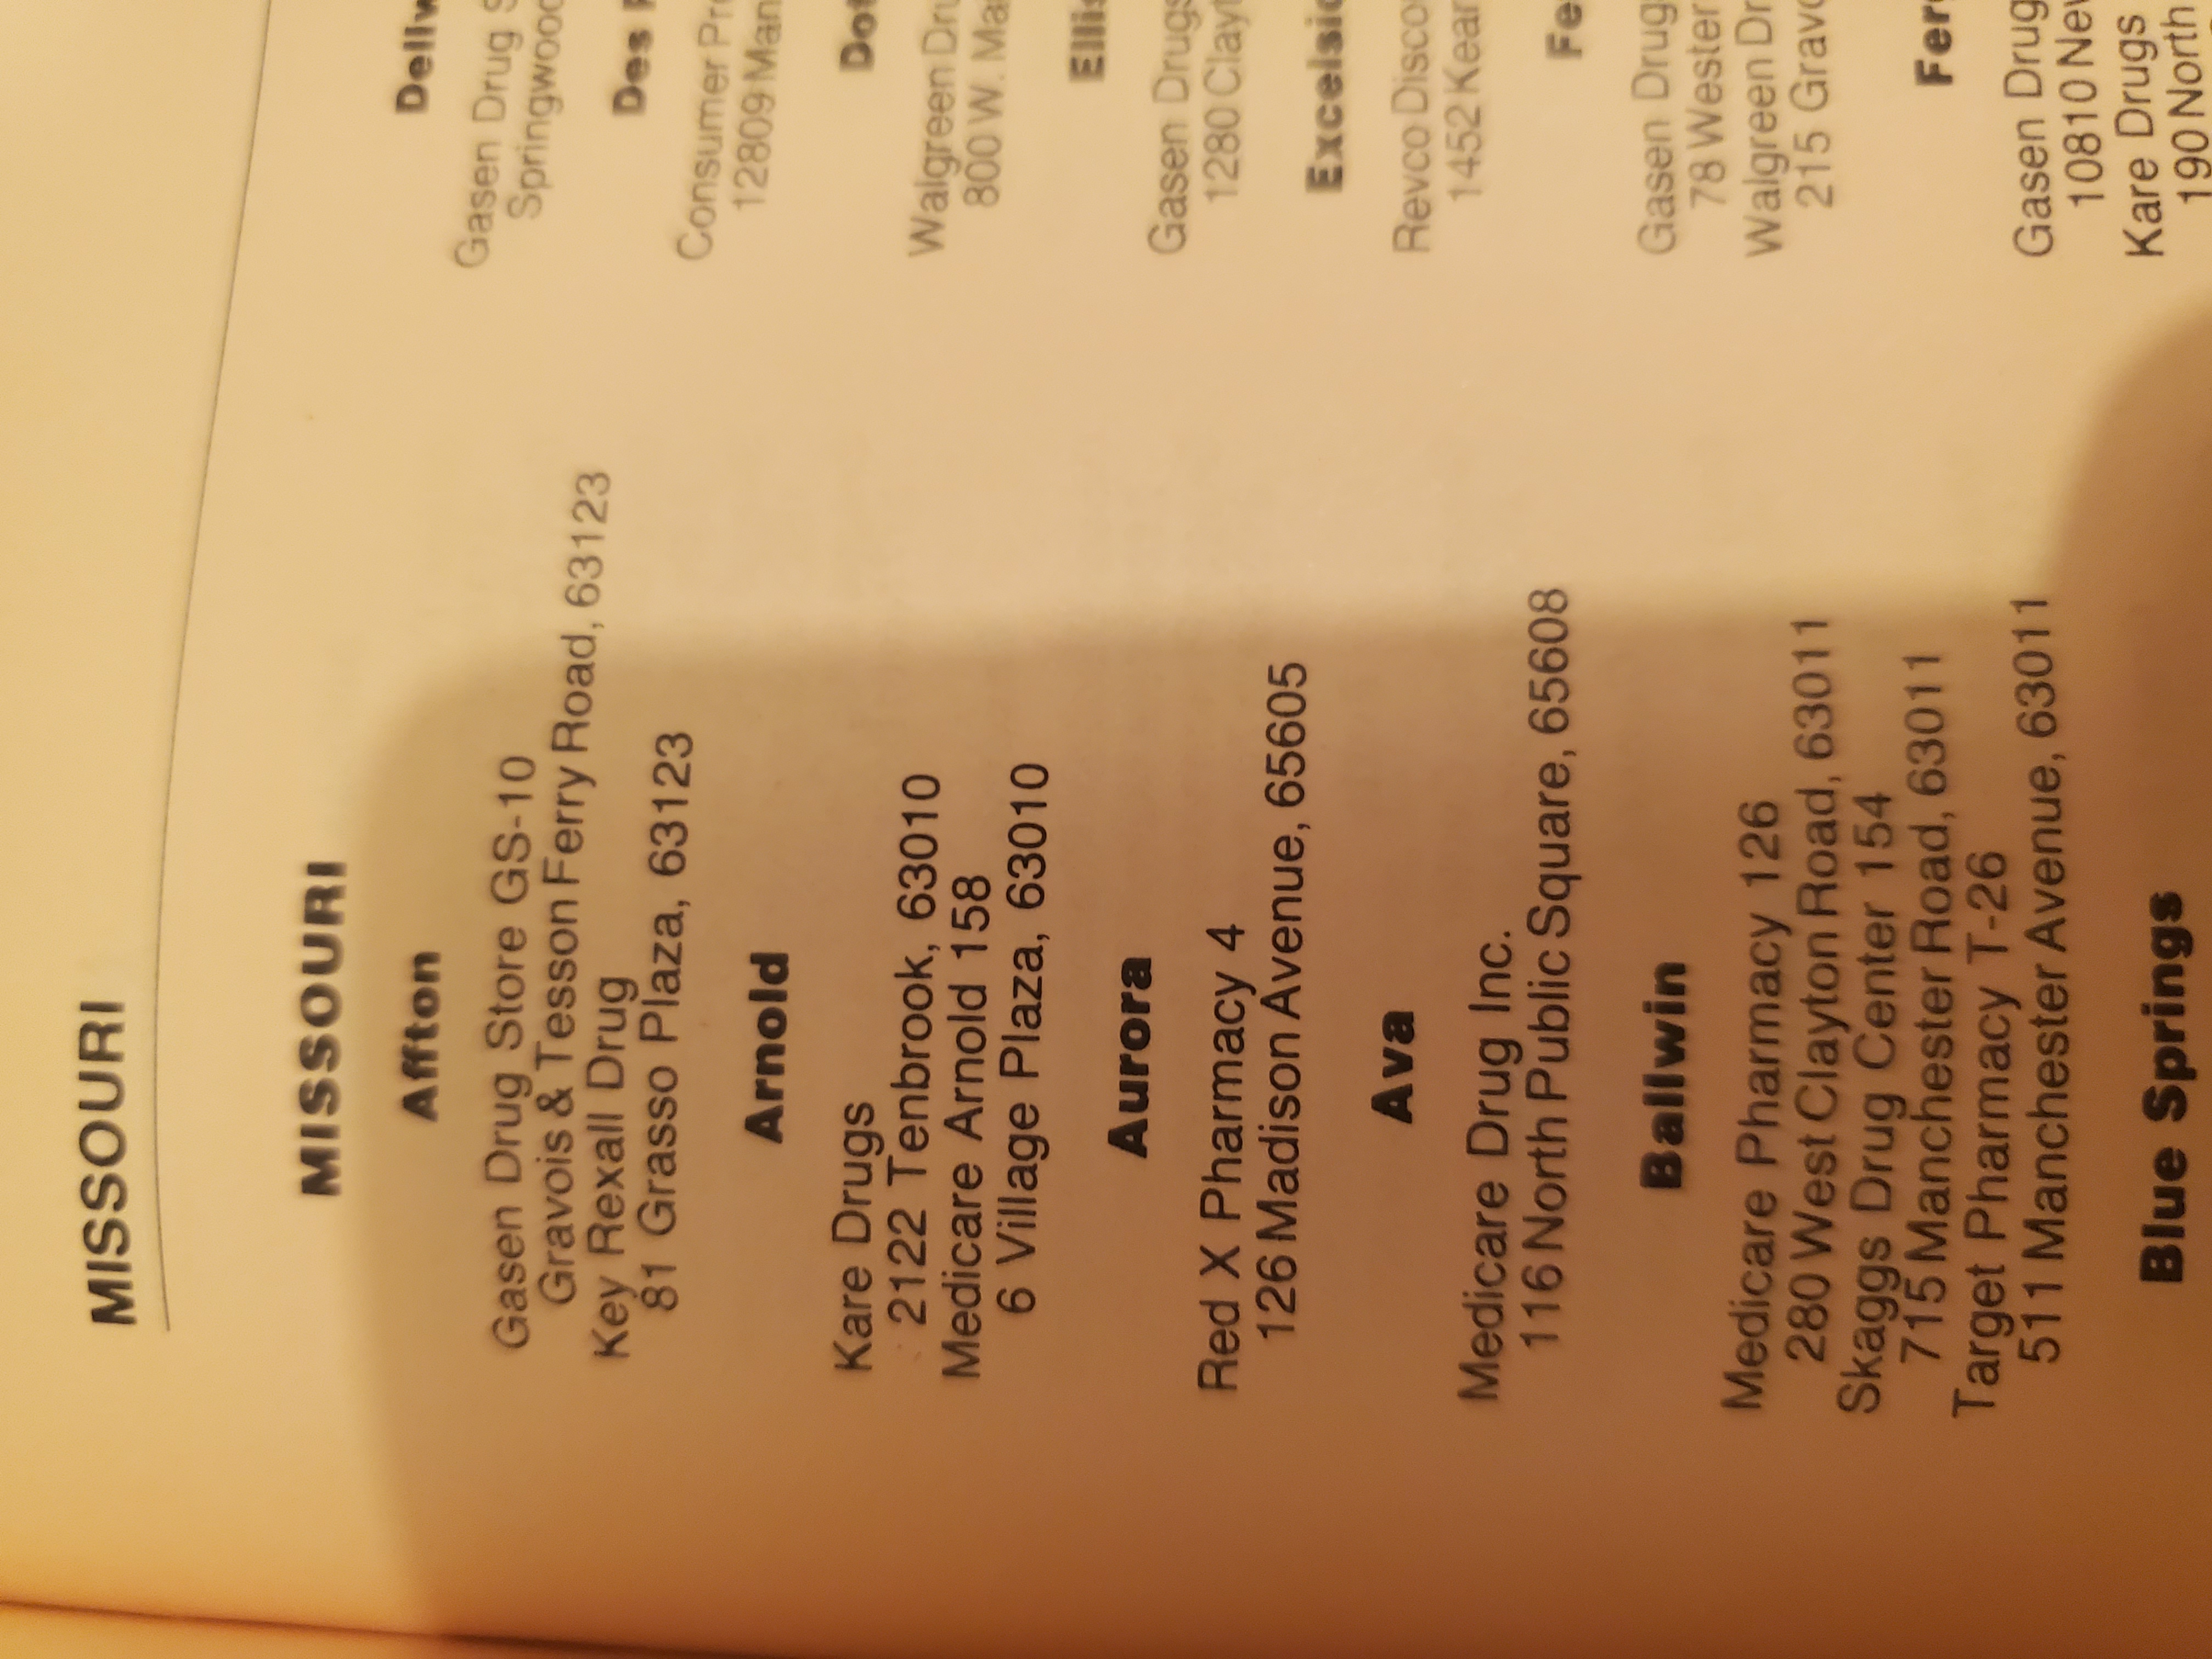 MISSOURI
MISSOURI
Affton
Gasen Drug Store GS-10
Gravois & Tesson Ferry Road, 63123
Key Rexall Drug
81 Grasso Plaza, 63123
Arnold
Kare Drugs
2122 Tenbrook, 63010
Medicare Arnold 158
6 Village Plaza, 63010
Aurora
Red X Pharmacy 4
126 Madison Avenue, 65605
Ava
Medicare Drug Inc.
116 North Public Square, 65608
Ballwin
Medicare Pharmacy 126
280 West Clayton Road, 63011
Skaggs Drug Center 154
715 Manchester Road, 63011
Target Pharmacy T-26
511 Manchester Avenue, 63011
Blue Springs
Gasen Drug
Springwood
Des
Consumer
12809
Walgreen
800 W.
Gasen Drugs
1280
Revco
1452
Gasen Drug
78
Walgreen
215
Gasen Drug
10810
Kare Drugs
190 North